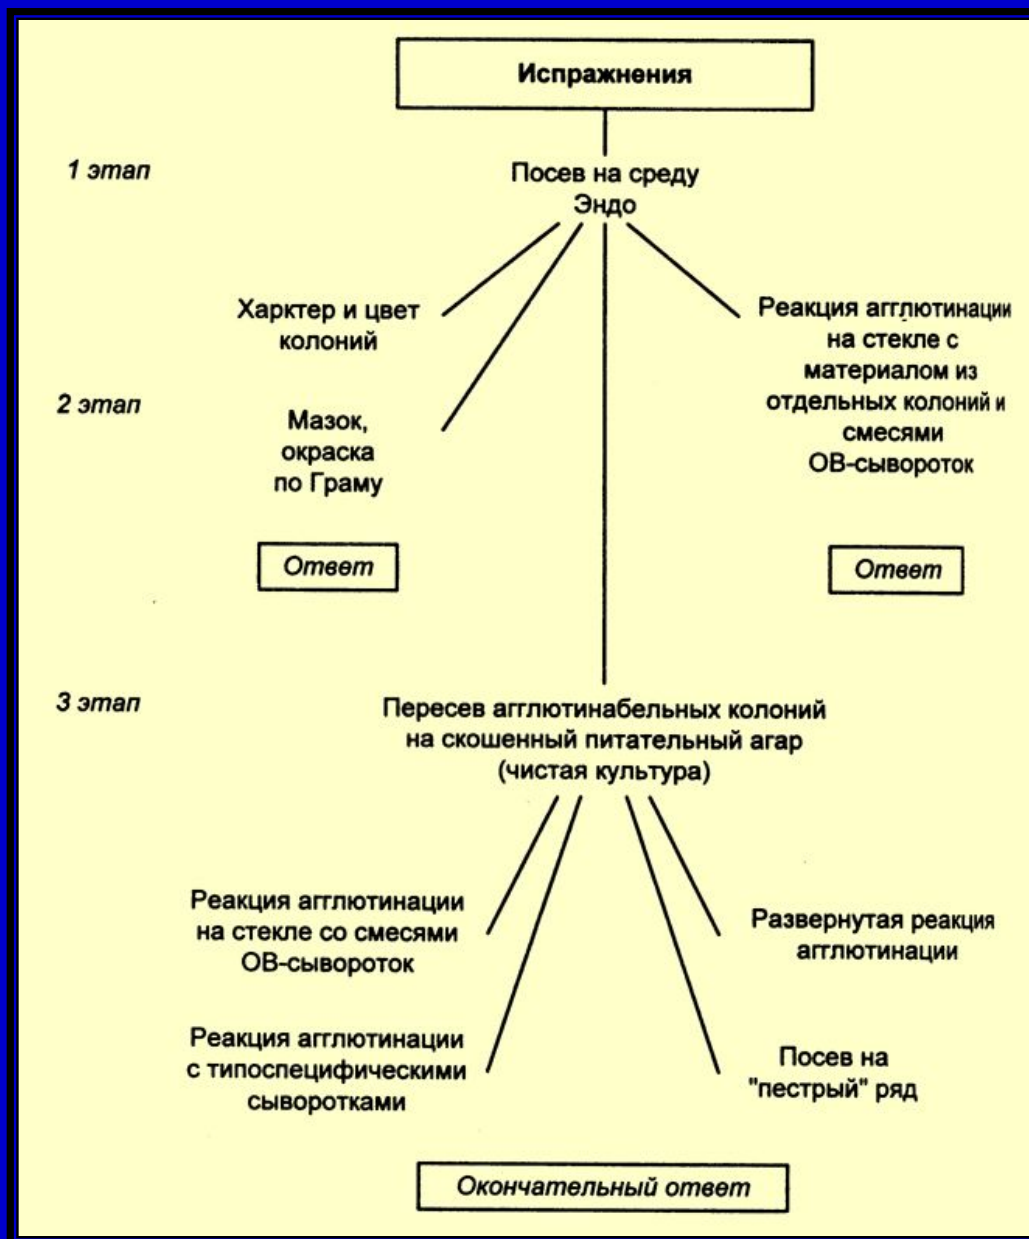 Испражнения
1 этап
Посев на среду
Эндо
Харктер и цвет
колоний
Реакция агглютинации
на стекле с
материалом из
отдельных колоний и
смесями
ОВ-сывороток
2 этап
Мазок,
окраска
по Граму
Ответ
Ответ
3 этап
Пересев агглютинабельных колоний
на скошенный питательный агар
(чистая культура)
Реакция агглютинации
на стекле со смесями
ОВ-сывороток
Развернутая реакция
агглютинации
Реакция агглютинации
с типоспецифическими
сыворотками
Посев на
"пестрый" ряд
Окончательный ответ